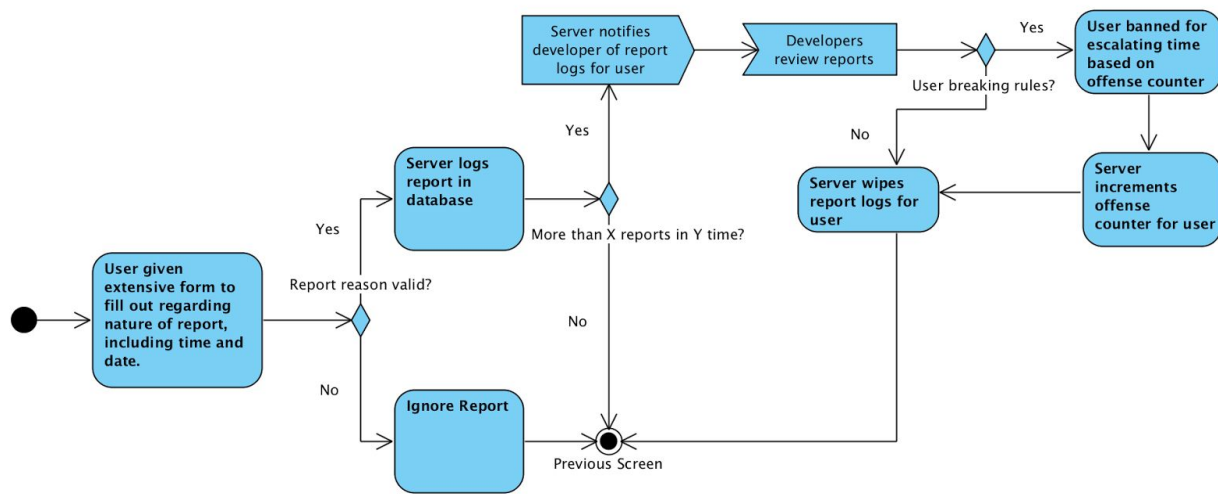 Server notifies
developer of report
logs for user
Developers
review reports
Yes
User banned for
escalating time
based on
offense counter
User breaking rules?
Yes
No
Server logs
report in
database
Server wipes
report logs for
user
Server
increments
offense
counter for user
More than X reports in Y time?
Yes
User given
extensive form to
fill out regarding
nature of report,
including time and
date.
Report reason valid?
No
No
Ignore Report
Previous Screen